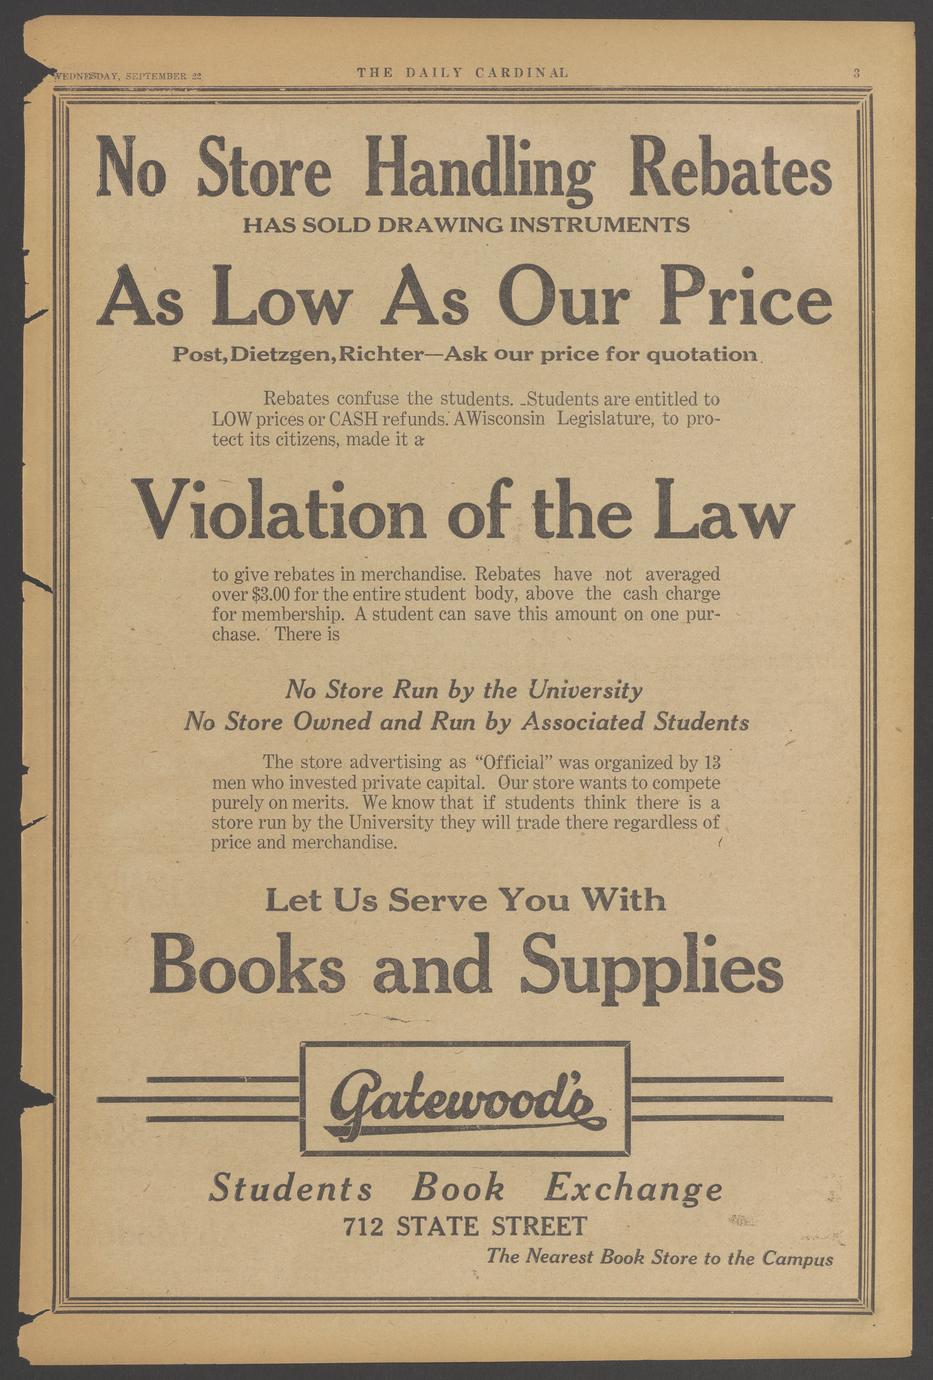 WEDNESDAY, SEPTEMBER 22
THE DAILY CARDINAL
3
No Store Handling Rebates
HAS SOLD DRAWING INSTRUMENTS
As Low As Our Price
Post, Dietzgen, Richter—Ask our price for quotation
Rebates confuse the students. Students are entitled to
LOW prices or CASH refunds. AWisconsin Legislature, to pro-
tect its citizens, made it a
Violation of the Law
to give rebates in merchandise. Rebates have not averaged
over $3.00 for the entire student body, above the cash charge
for membership. A student can save this amount on one pur-
chase. There is
No Store Run by the University
No Store Owned and Run by Associated Students
The store advertising as “Official” was organized by 13
men who invested private capital. Our store wants to compete
purely on merits. We know that if students think there is a
store run by the University they will trade there regardless of
price and merchandise.
Let Us Serve You With
Books and Supplies
Gatewood's
Students Book Exchange
712 STATE STREET
The Nearest Book Store to the Campus